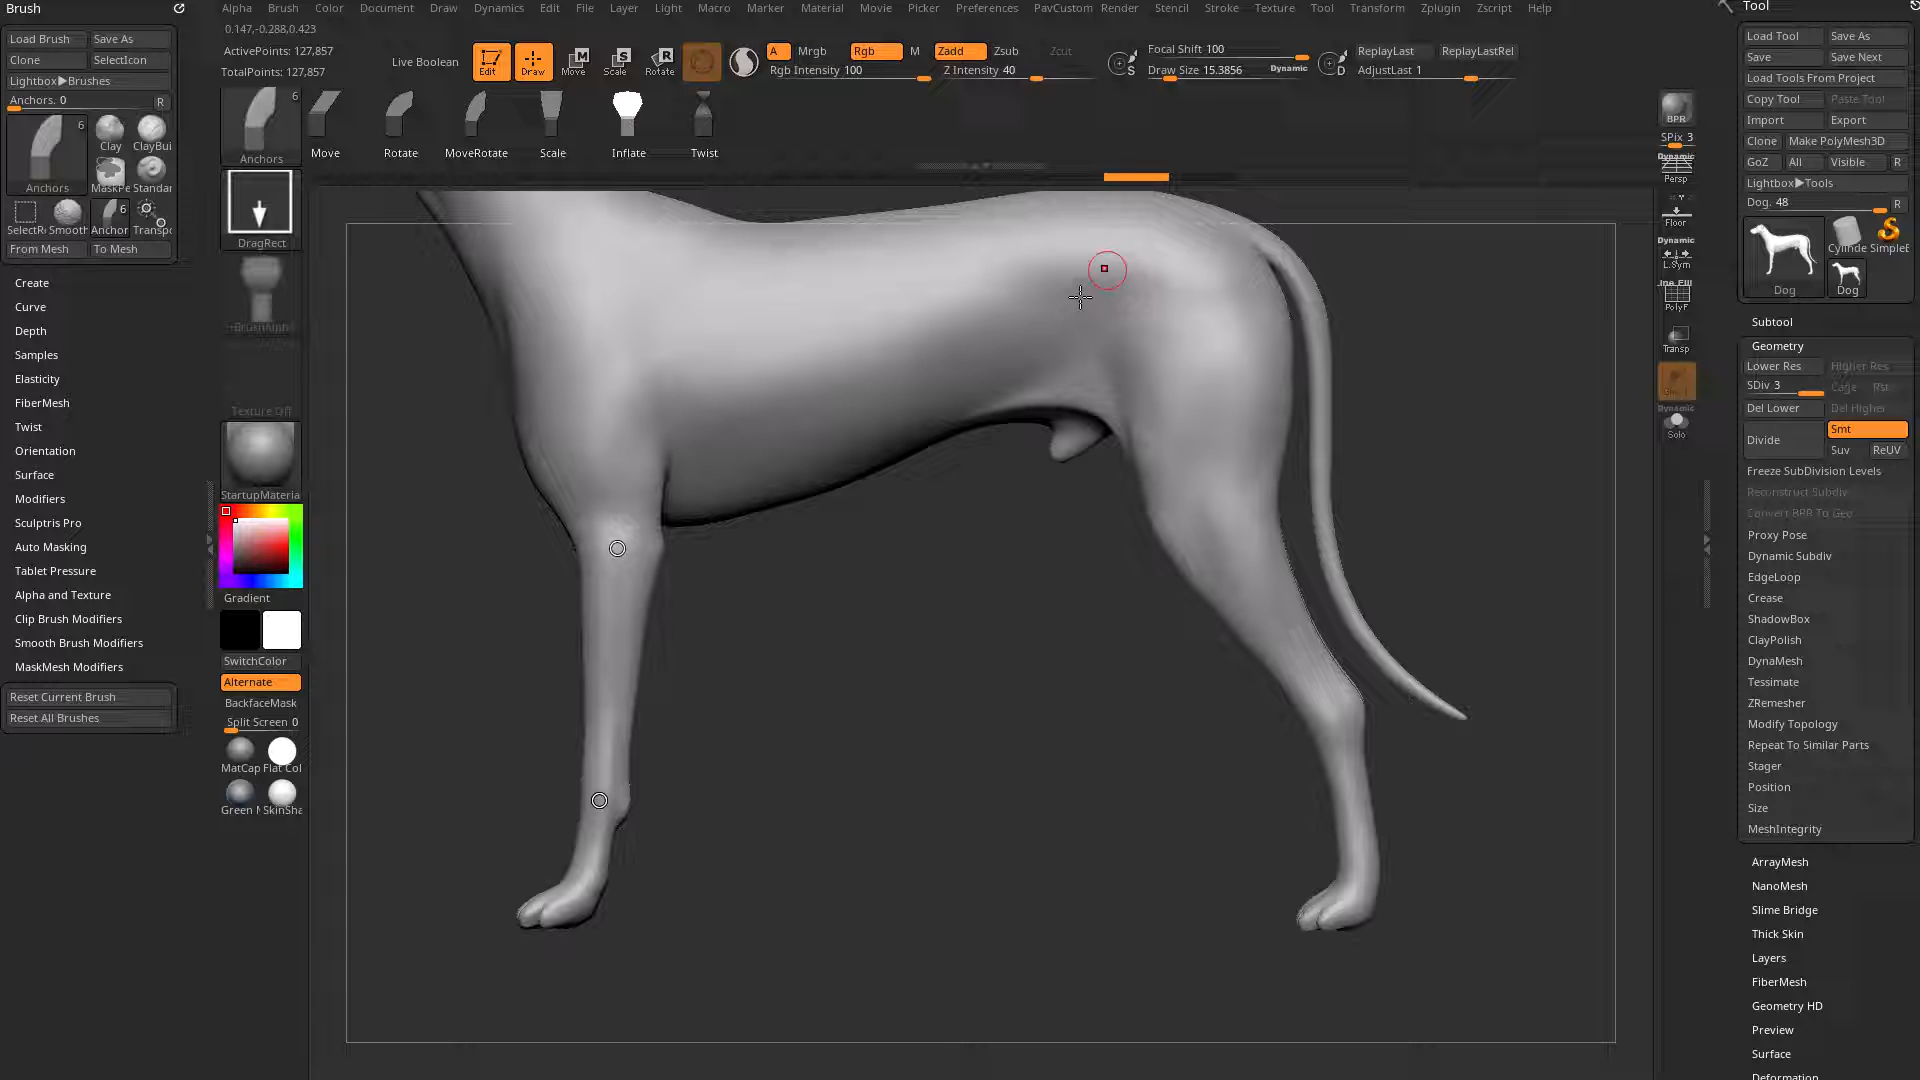 Brush
Load Brush Save As
Clone SelectIcon
Lightbox▶Brushes
Anchors. 0 R
6
Clay ClayBui
Anchors MaskPe Standar
6
SelectRe Smooth Anchor Transpo
From Mesh To Mesh
Create
Curve
Depth
Samples
Elasticity
FiberMesh
Twist
Orientation
Surface
Modifiers
Sculptris Pro
Auto Masking
Tablet Pressure
Alpha and Texture
Clip Brush Modifiers
Smooth Brush Modifiers
MaskMesh Modifiers
Reset Current Brush
Reset All Brushes
Alpha Brush Color Document Draw Dynamics Edit File Layer Light Macro Marker Material Movie Picker Preferences PavCustom Render Stencil Stroke Texture Tool Transform Zplugin Zscript Help
0.147,-0.288,0.423
ActivePoints: 127,857
TotalPoints: 127,857
Live Boolean
Edit Draw Move Scale Rotate
A Mrgb Rgb M Zadd Zsub Zcut
Rgb Intensity 100 Z Intensity 40
S Focal Shift 100
Draw Size 15.3856 Dynamic
D ReplayLast ReplayLastRel
AdjustLast 1
6
Anchors Move Rotate MoveRotate Scale Inflate Twist
DragRect
Texture Off
StartupMateria
Gradient
SwitchColor
Alternate
BackfaceMask
Split Screen 0
MatCap Flat Col
Green M SkinSha
BPR
SPix 3
Dynamic
Persp
Floor
Dynamic
L.Sym
PolyF
Transp
Dynamic
Solo
Tool
Load Tool Save As
Save Save Next
Load Tools From Project
Copy Tool Paste Tool
Import Export
Clone Make PolyMesh3D
GoZ All Visible R
Lightbox▶Tools
Dog. 48 R
Cylinde SimpleB
Dog Dog
Subtool
Geometry
Lower Res Higher Res
SDiv 3 Cage Rst
Del Lower Del Higher
Divide Smt
Suv ReUV
Freeze SubDivision Levels
Reconstruct Subdiv
Convert BPR To Geo
Proxy Pose
Dynamic Subdiv
EdgeLoop
Crease
ShadowBox
ClayPolish
DynaMesh
Tessimate
ZRemesher
Modify Topology
Repeat To Similar Parts
Stager
Position
Size
MeshIntegrity
ArrayMesh
NanoMesh
Slime Bridge
Thick Skin
Layers
FiberMesh
Geometry HD
Preview
Surface
Deformation